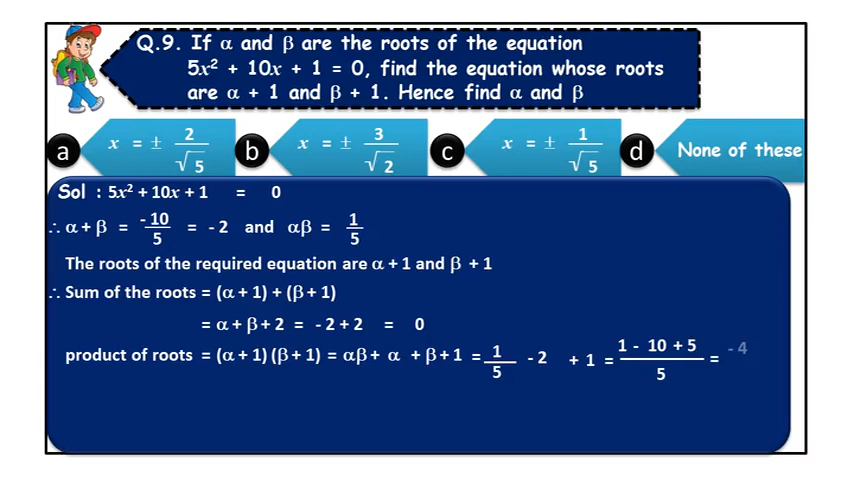 Q.9. If α and β are the roots of the equation
5x² + 10x + 1 = 0, find the equation whose roots
are α + 1 and β + 1. Hence find α and β
a x = ± 2/√5 b x = ± 3/√2 c x = ± 1/√5 d None of these
Sol : 5x² + 10x + 1 = 0
∴ α + β = -10/5 = - 2 and αβ = 1/5
The roots of the required equation are α + 1 and β + 1
∴ Sum of the roots = (α + 1) + (β + 1)
= α + β + 2 = - 2 + 2 = 0
product of roots = (α + 1) (β + 1) = αβ + α + β + 1 = 1/5 - 2 + 1 = 1 - 10 + 5/5 = - 4